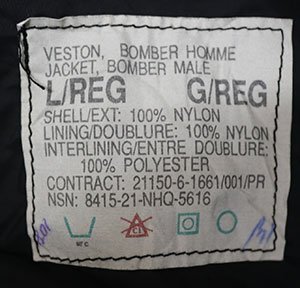 VESTON, BOMBER HOMME
JACKET, BOMBER MALE
L/REG G/REG
SHELL/EXT: 100% NYLON
LINING/DOUBLURE: 100% NYLON
INTERLINING/ENTRE DOUBLURE:
100% POLYESTER
CONTRACT: 21150-6-1661/001/PR
NSN: 8415-21-NHQ-5616